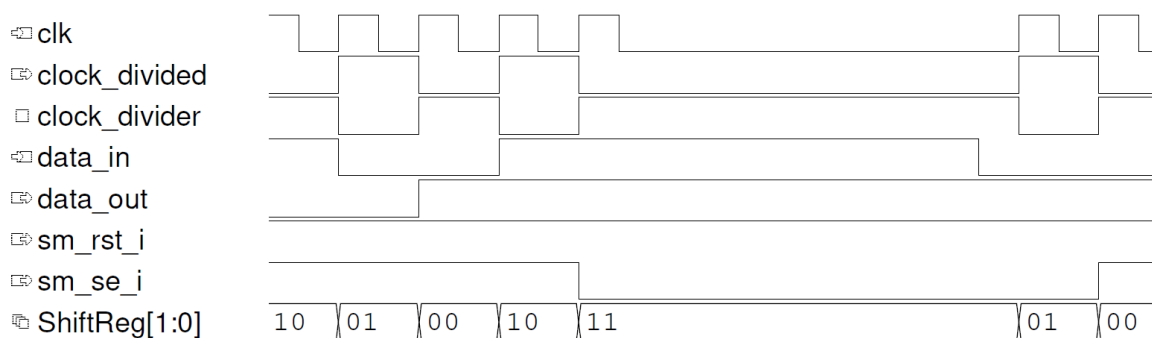 clk
clock_divided
clock_divider
data_in
data_out
sm_rst_i
sm_se_i
ShiftReg[1:0] 10 01 00 10 11 01 00